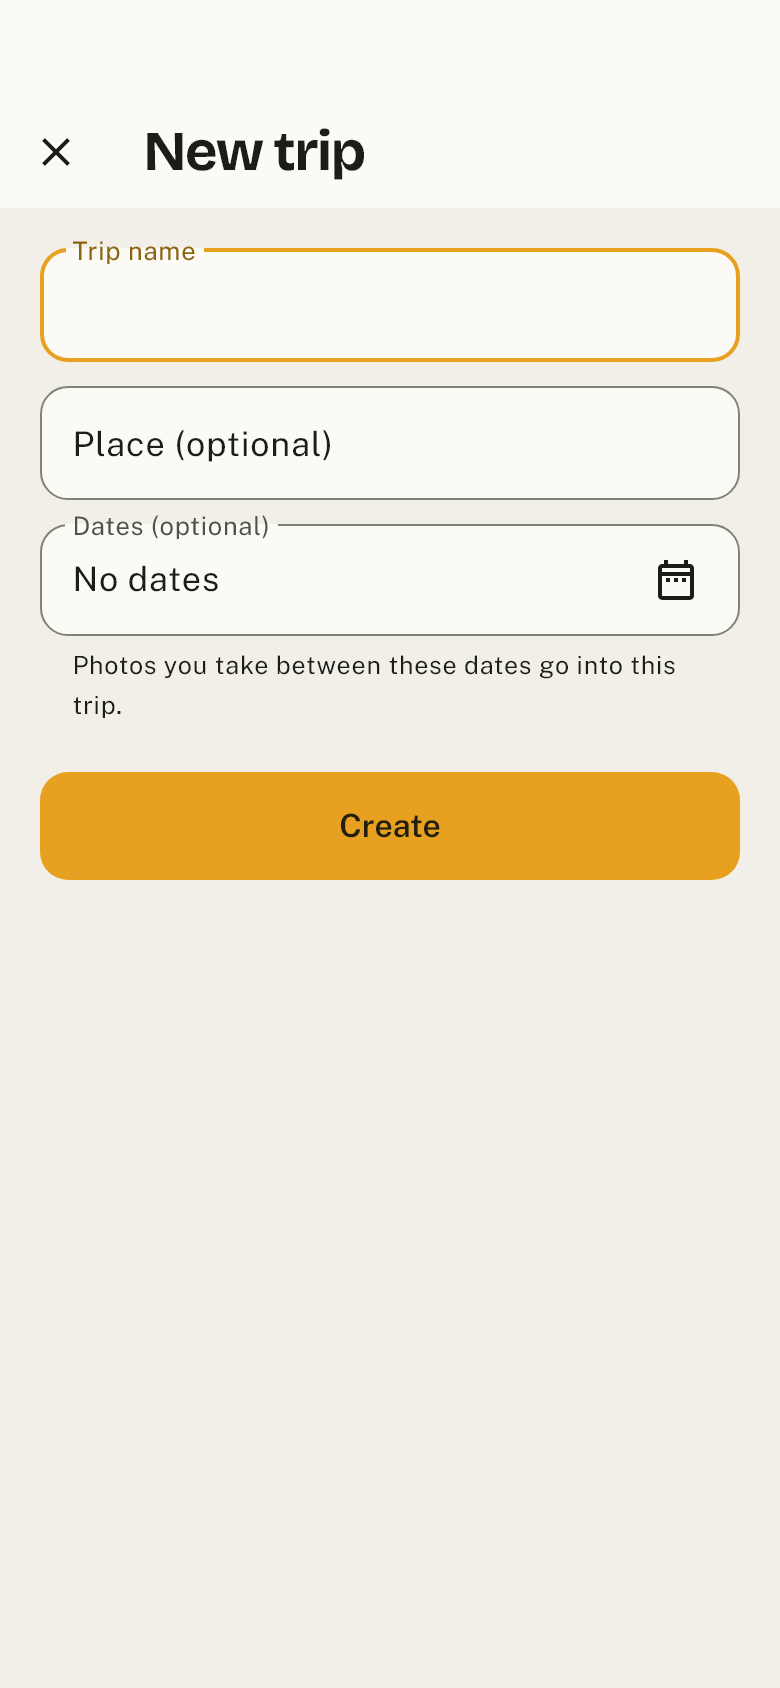 New trip
Trip name
Place (optional)
Dates (optional)
No dates
Photos you take between these dates go into this
trip.
Create